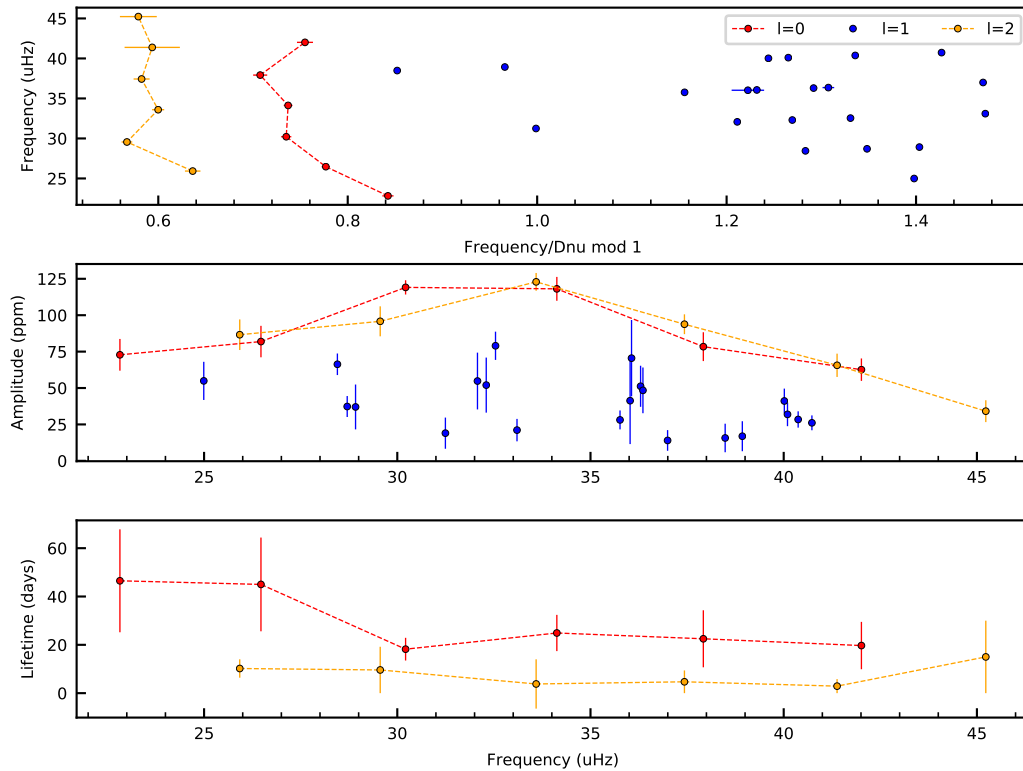 45
40
35
30
25
Frequency (uHz)
l=0 l=1 l=2
0.6 0.8 1.0 1.2 1.4
Frequency/Dnu mod 1
125
100
75
50
25
0
Amplitude (ppm)
25 30 35 40 45
60
40
20
0
Lifetime (days)
25 30 35 40 45
Frequency (uHz)